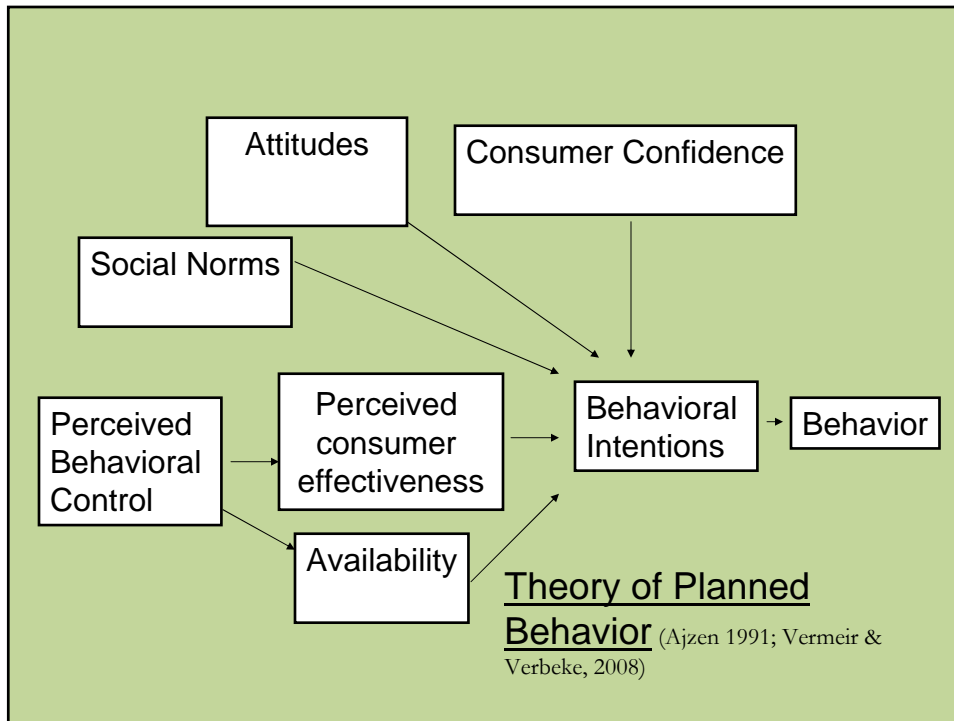 Attitudes
Consumer Confidence
Social Norms
Perceived
Behavioral
Control
Perceived
consumer
effectiveness
Availability
Behavioral
Intentions
Behavior
Theory of Planned
Behavior (Ajzen 1991; Vermeir &
Verbeke, 2008)